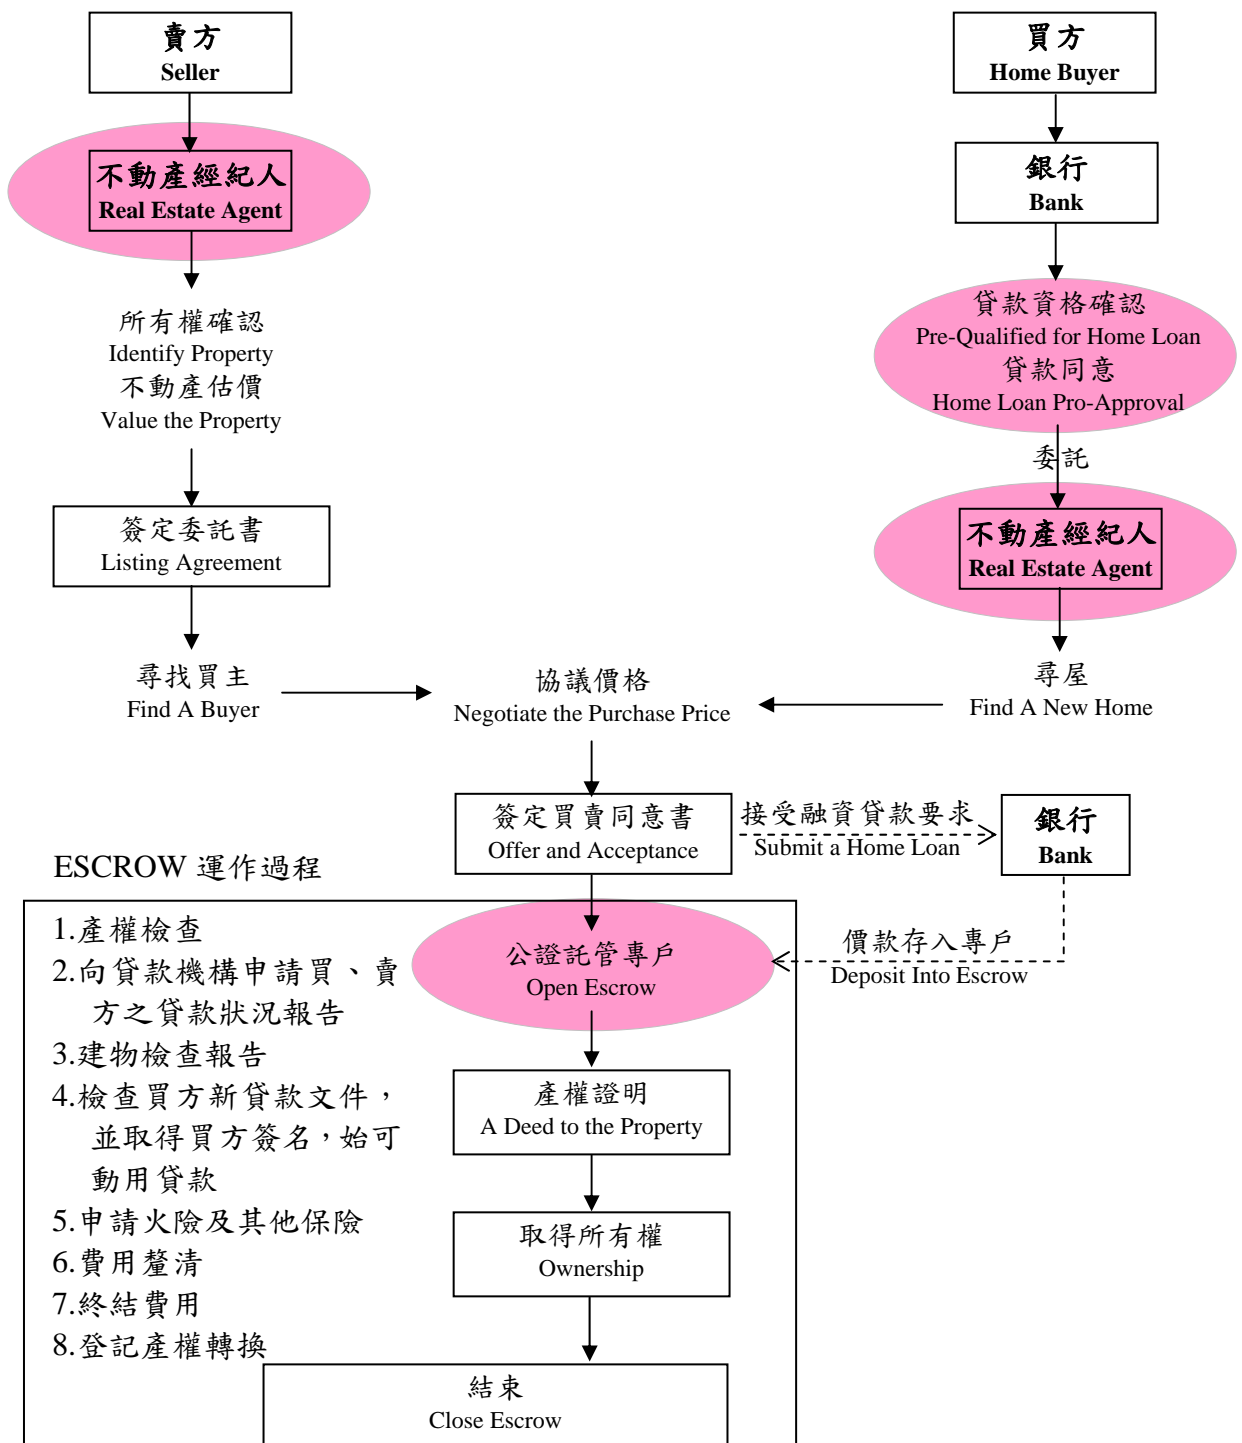 賣方
Seller
買方
Home Buyer
不動產經紀人
Real Estate Agent
銀行
Bank
所有權確認
Identify Property
不動產估價
Value the Property
貸款資格確認
Pre-Qualified for Home Loan
貸款同意
Home Loan Pro-Approval
委託
簽定委託書
Listing Agreement
不動產經紀人
Real Estate Agent
尋找買主
Find A Buyer
協議價格
Negotiate the Purchase Price
尋屋
Find A New Home
簽定買賣同意書
Offer and Acceptance
接受融資貸款要求
Submit a Home Loan
銀行
Bank
ESCROW 運作過程
1.產權檢查
2.向貸款機構申請買、賣
方之貸款狀況報告
3.建物檢查報告
4.檢查買方新貸款文件，
並取得買方簽名，始可
動用貸款
5.申請火險及其他保險
6.費用釐清
7.終結費用
8.登記產權轉換
公證託管專戶
Open Escrow
價款存入專戶
Deposit Into Escrow
產權證明
A Deed to the Property
取得所有權
Ownership
結束
Close Escrow